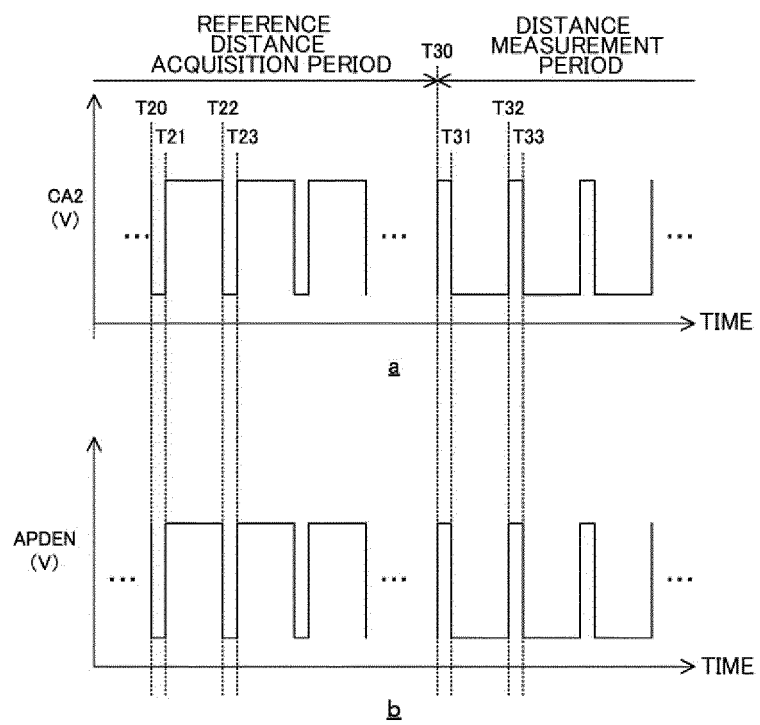 REFERENCE
DISTANCE
ACQUISITION PERIOD
DISTANCE
MEASUREMENT
PERIOD
T30
T20
T22
T32
T21
T23
T31
T33
CA2
(V)
...
...
...
TIME
a
APDEN
(V)
...
...
...
TIME
b